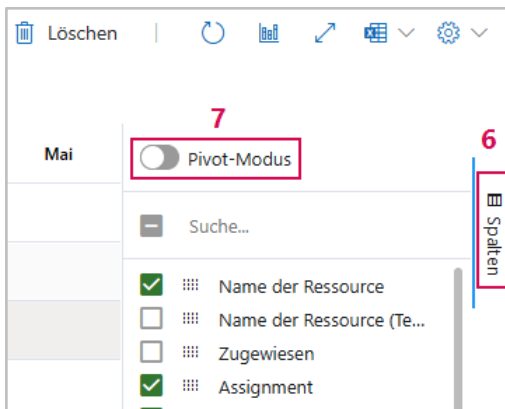 Löschen
7
6
Mai
Pivot-Modus
Spalten
Suche...
Name der Ressource
Name der Ressource (Te...
Zugewiesen
Assignment